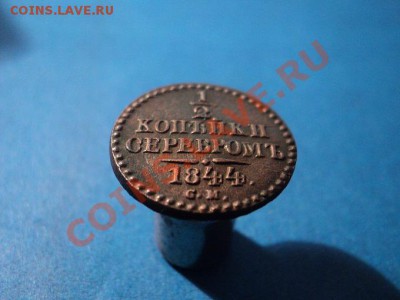 COINS.LAVE.RU
1/2
КОПѢЙКИ
СЕРЕБРОМЪ
1844.
С.М.
COINS.LAVE.RU